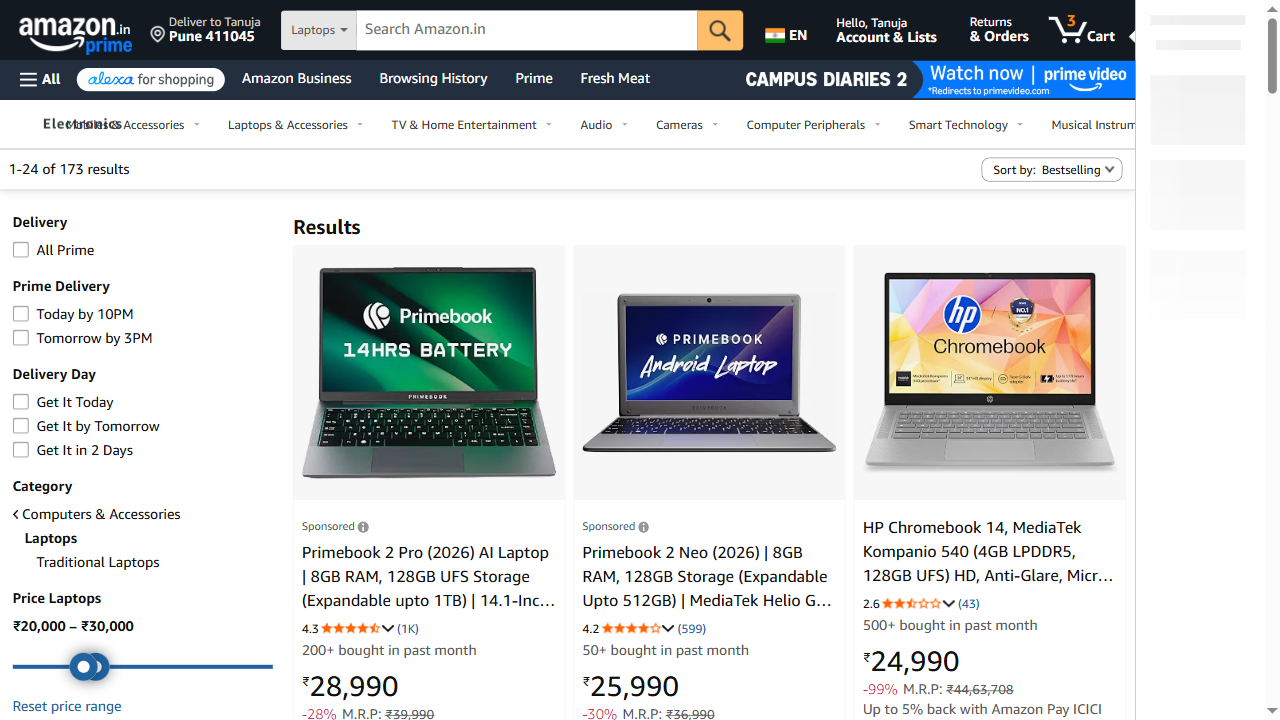 amazon.in
prime
Deliver to Tanuja
Pune 411045
Laptops
Search Amazon.in
EN
Hello, Tanuja
Account & Lists
Returns
& Orders
3
Cart
All
alexa for shopping
Amazon Business
Browsing History
Prime
Fresh Meat
CAMPUS DIARIES 2
Watch now | prime video
*Redirects to primevideo.com
Electronics
Mobiles & Accessories
Laptops & Accessories
TV & Home Entertainment
Audio
Cameras
Computer Peripherals
Smart Technology
Musical Instrum
1-24 of 173 results
Sort by: Bestselling
Delivery
All Prime
Prime Delivery
Today by 10PM
Tomorrow by 3PM
Delivery Day
Get It Today
Get It by Tomorrow
Get It in 2 Days
Category
Computers & Accessories
Laptops
Traditional Laptops
Price Laptops
₹20,000 – ₹30,000
Reset price range
Results
Primebook
14HRS BATTERY
PRIMEBOOK
Sponsored
Primebook 2 Pro (2026) AI Laptop
| 8GB RAM, 128GB UFS Storage
(Expandable upto 1TB) | 14.1-Inc…
4.3 (1K)
200+ bought in past month
₹28,990
-28% M.R.P: ₹39,990
PRIMEBOOK
Android Laptop
PRIMEBOOK
Sponsored
Primebook 2 Neo (2026) | 8GB
RAM, 128GB Storage (Expandable
Upto 512GB) | MediaTek Helio G…
4.2 (599)
50+ bought in past month
₹25,990
-30% M.R.P: ₹36,990
hp
NO.1
Chromebook
hp
HP Chromebook 14, MediaTek
Kompanio 540 (4GB LPDDR5,
128GB UFS) HD, Anti-Glare, Micr…
2.6 (43)
500+ bought in past month
₹24,990
-99% M.R.P: ₹44,63,708
Up to 5% back with Amazon Pay ICICI